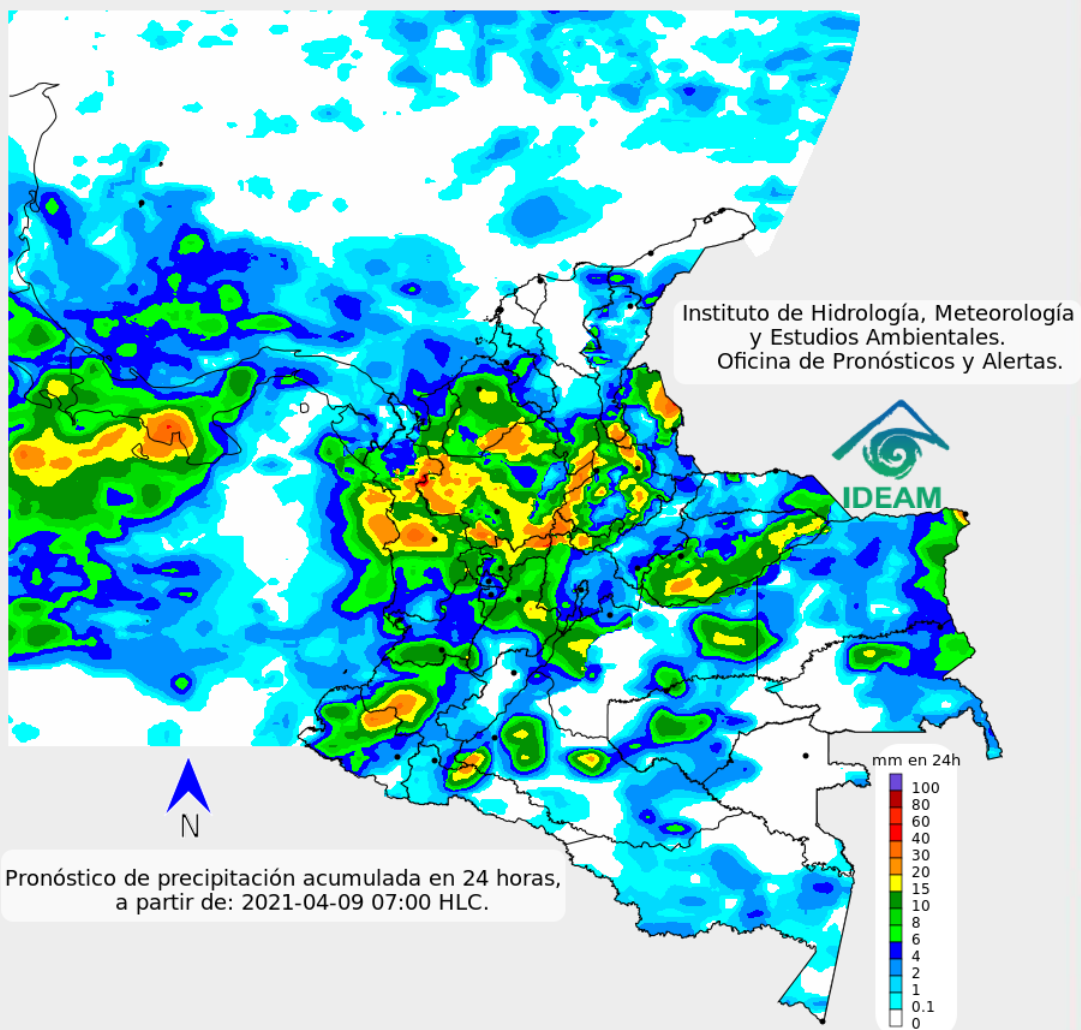 Instituto de Hidrología, Meteorología
y Estudios Ambientales.
Oficina de Pronósticos y Alertas.
IDEAM
mm en 24h
100
80
60
40
30
20
15
10
8
6
4
2
1
0.1
0
N
Pronóstico de precipitación acumulada en 24 horas,
a partir de: 2021-04-09 07:00 HLC.